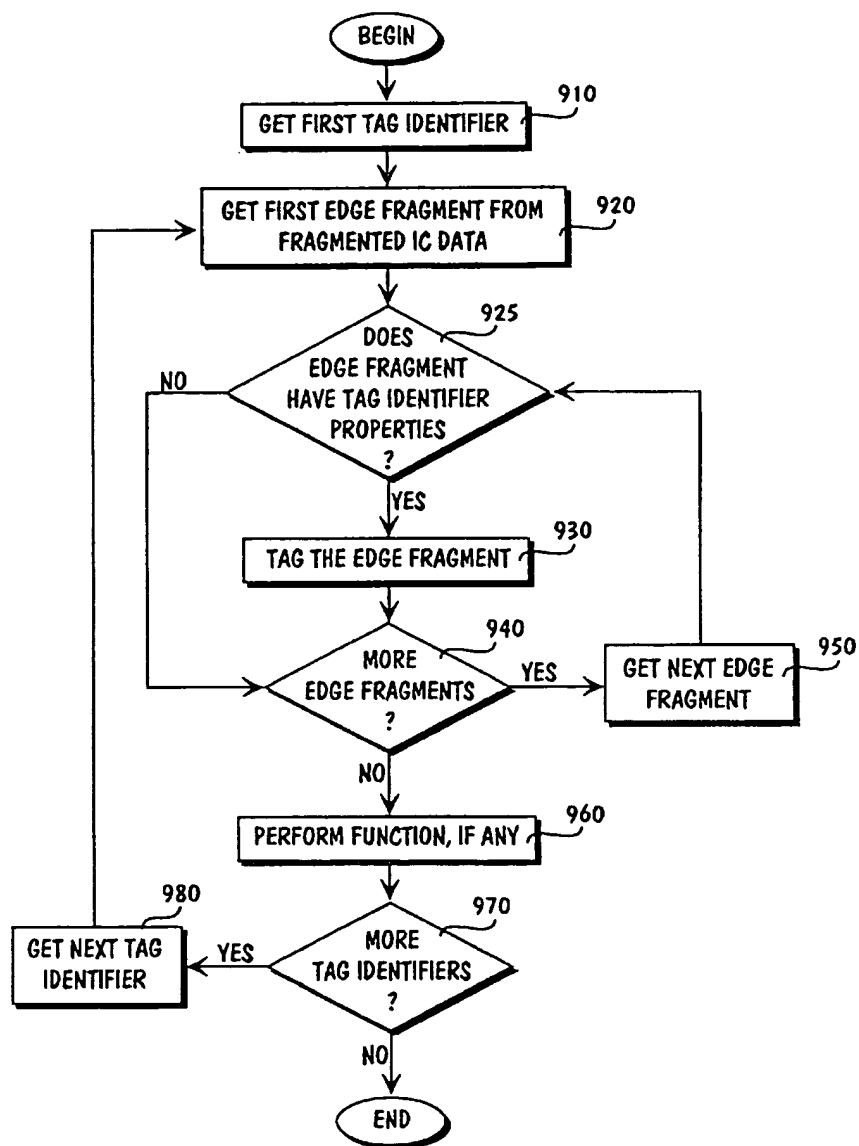 BEGIN
910
GET FIRST TAG IDENTIFIER
GET FIRST EDGE FRAGMENT FROM
FRAGMENTED IC DATA
920
925
DOES
EDGE FRAGMENT
HAVE TAG IDENTIFIER
PROPERTIES
?
NO
YES
TAG THE EDGE FRAGMENT
930
940
MORE
EDGE FRAGMENTS
?
YES
950
GET NEXT EDGE
FRAGMENT
NO
PERFORM FUNCTION, IF ANY
960
970
MORE
TAG IDENTIFIERS
?
YES
980
GET NEXT TAG
IDENTIFIER
NO
END